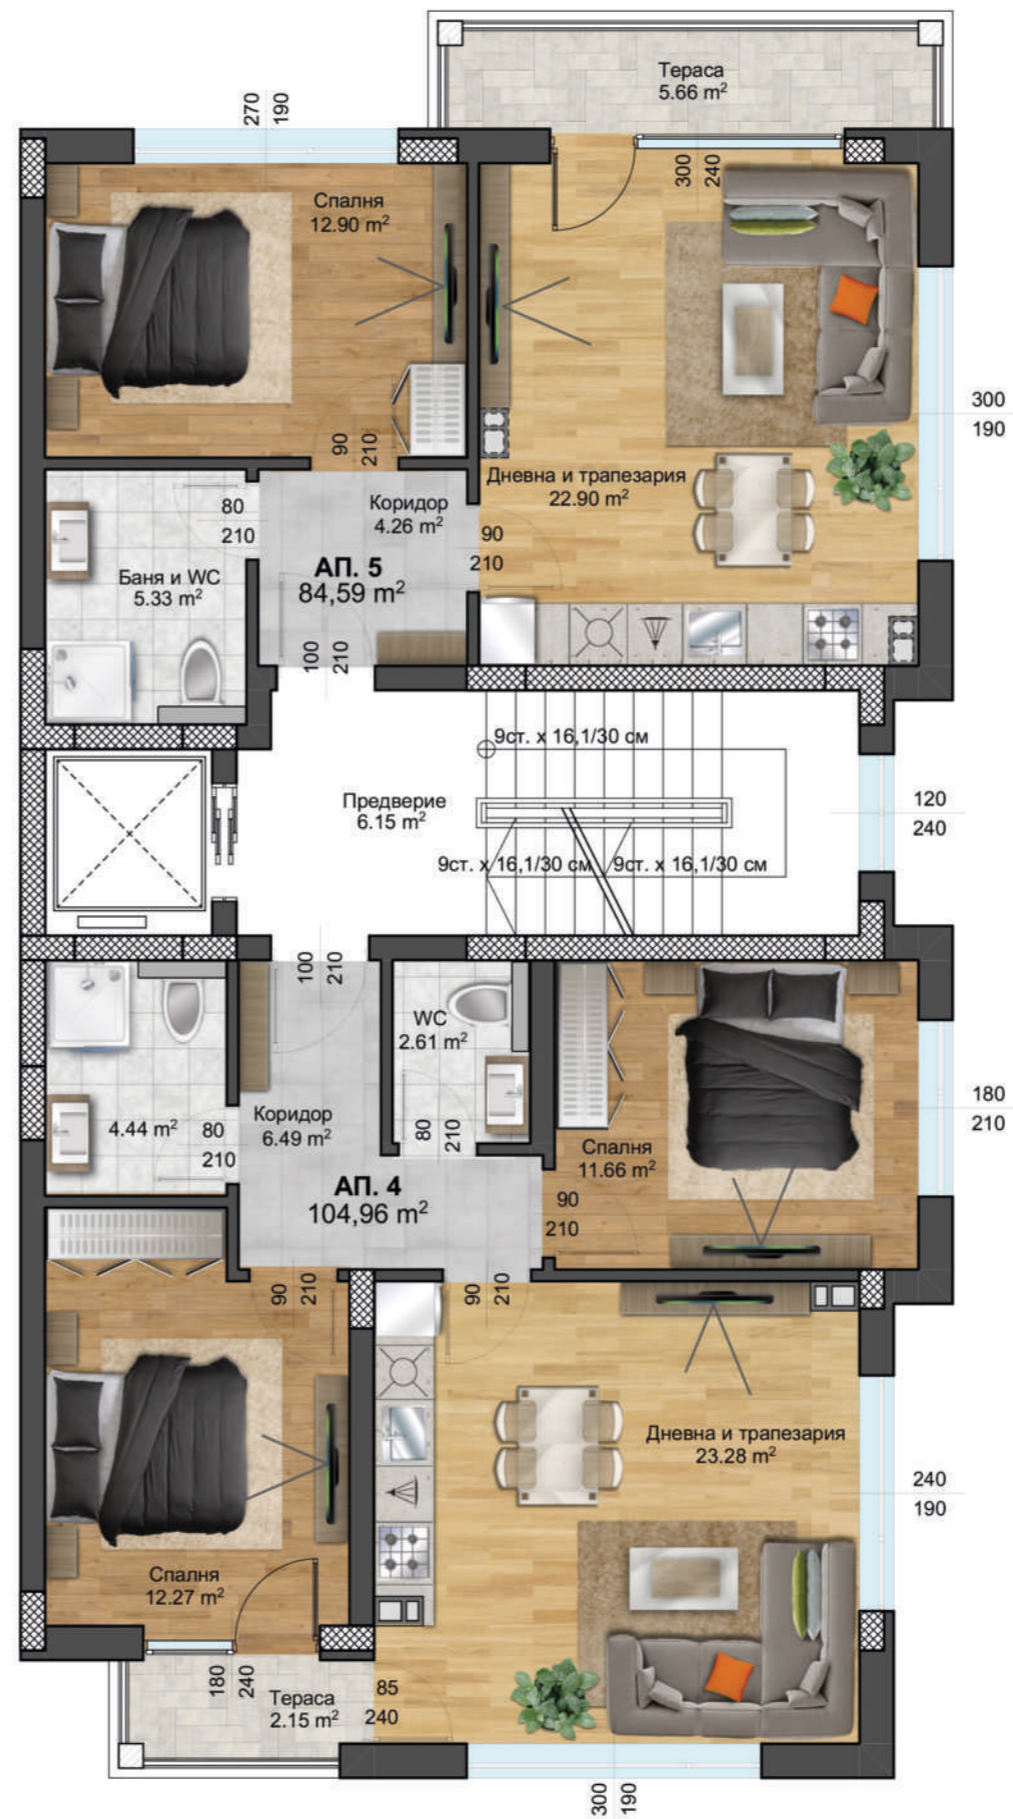 Тераса
5.66 m²
270
190
Спалня
12.90 m²
300
240
300
190
90
210
Дневна и трапезария
22.90 m²
Коридор
4.26 m²
80
210
90
210
АП. 5
84,59 m²
Баня и WC
5.33 m²
100
210
9ст. x 16,1/30 см
Предверие
6.15 m²
120
240
9ст. x 16,1/30 см
9ст. x 16,1/30 см
100
210
WC
2.61 m²
80
210
4.44 m²
80
210
Коридор
6.49 m²
180
210
Спалня
11.66 m²
АП. 4
104,96 m²
90
210
90
210
90
210
Дневна и трапезария
23.28 m²
240
190
Спалня
12.27 m²
180
240
Тераса
2.15 m²
85
240
300
190